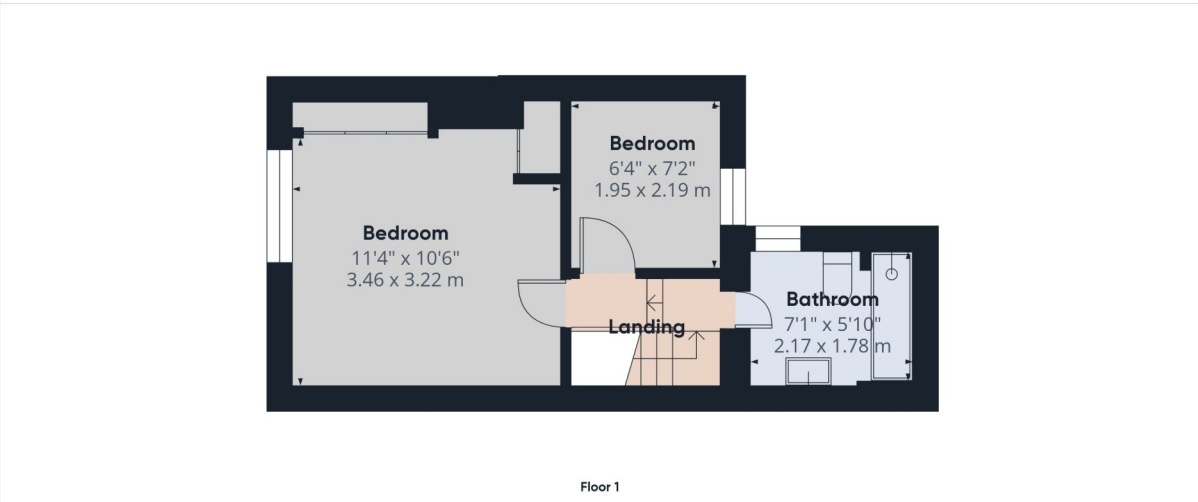 Bedroom
6'4" x 7'2"
1.95 x 2.19 m
Bedroom
11'4" x 10'6"
3.46 x 3.22 m
Landing
Bathroom
7'1" x 5'10"
2.17 x 1.78 m
Floor 1